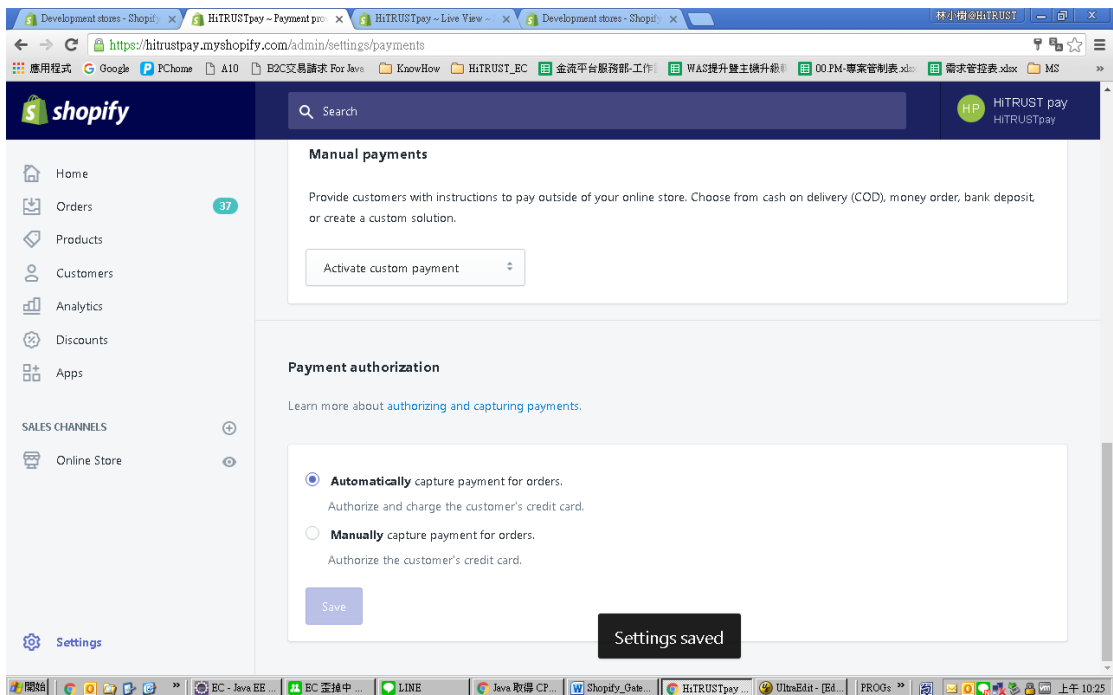 Development stores - Shopify
HiTRUSTpay ~ Payment prov
HiTRUSTpay ~ Live View ~
Development stores - Shopify
林小樹@HiTRUST
https://hitrustpay.myshopify.com/admin/settings/payments
應用程式
Google
PChome
A10
B2C交易請求 For Java
KnowHow
HiTRUST_EC
金流平台服務部-工作
WAS提升暨主機升級
00.PM-專案管制表.xlsx
需求管控表.xlsx
MS
»
shopify
Search
HP
HiTRUST pay
HiTRUSTpay
Manual payments
Home
Provide customers with instructions to pay outside of your online store. Choose from cash on delivery (COD), money order, bank deposit,
Orders
37
or create a custom solution.
Products
Customers
Activate custom payment
Analytics
Discounts
Apps
Payment authorization
Learn more about authorizing and capturing payments.
SALES CHANNELS
Online Store
Automatically capture payment for orders.
Authorize and charge the customer's credit card.
Manually capture payment for orders.
Authorize the customer's credit card.
Save
Settings saved
Settings
開始
»
EC - Java EE ...
EC 歪掉中 ...
LINE
Java 取得 CP...
Shopify_Gate...
HiTRUSTpay ...
UltraEdit - [Ed...
PROGs »
上午 10:25